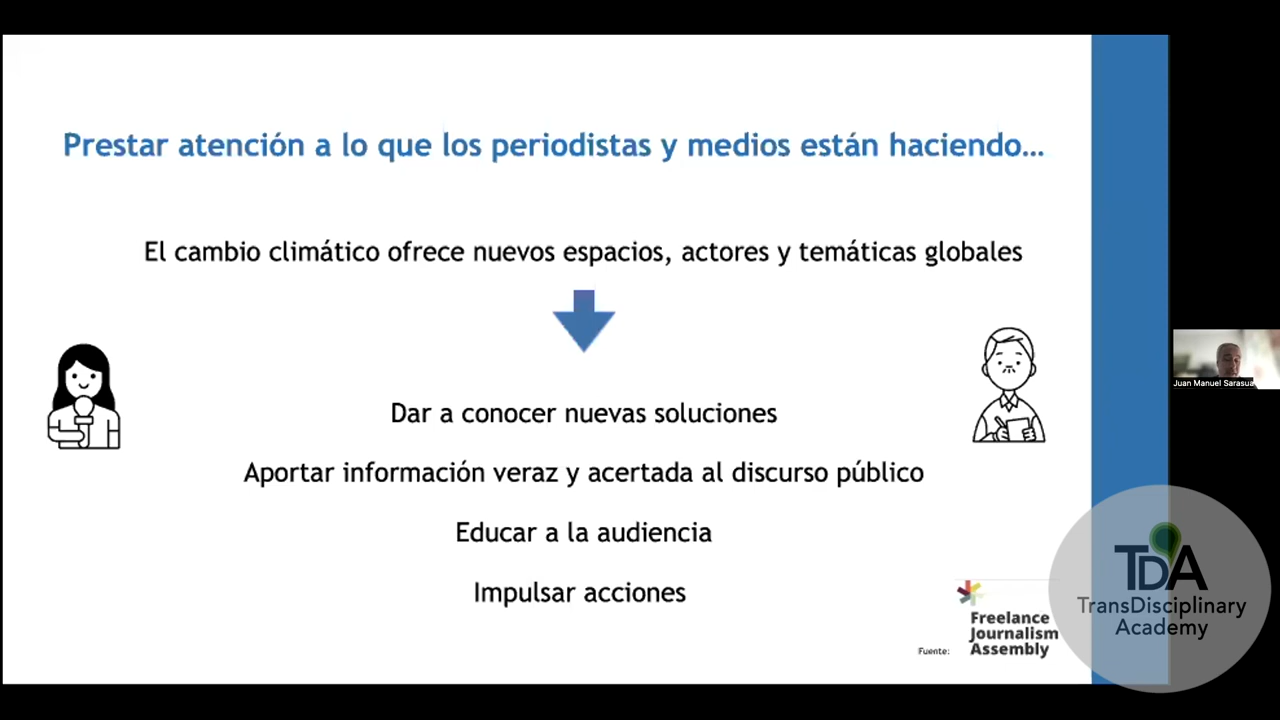 Prestar atención a lo que los periodistas y medios están haciendo...
El cambio climático ofrece nuevos espacios, actores y temáticas globales
Dar a conocer nuevas soluciones
Aportar información veraz y acertada al discurso público
Educar a la audiencia
Impulsar acciones
Fuente:
Freelance
Journalism
Assembly
Juan Manuel Sarasua
TDA
TransDisciplinary
Academy